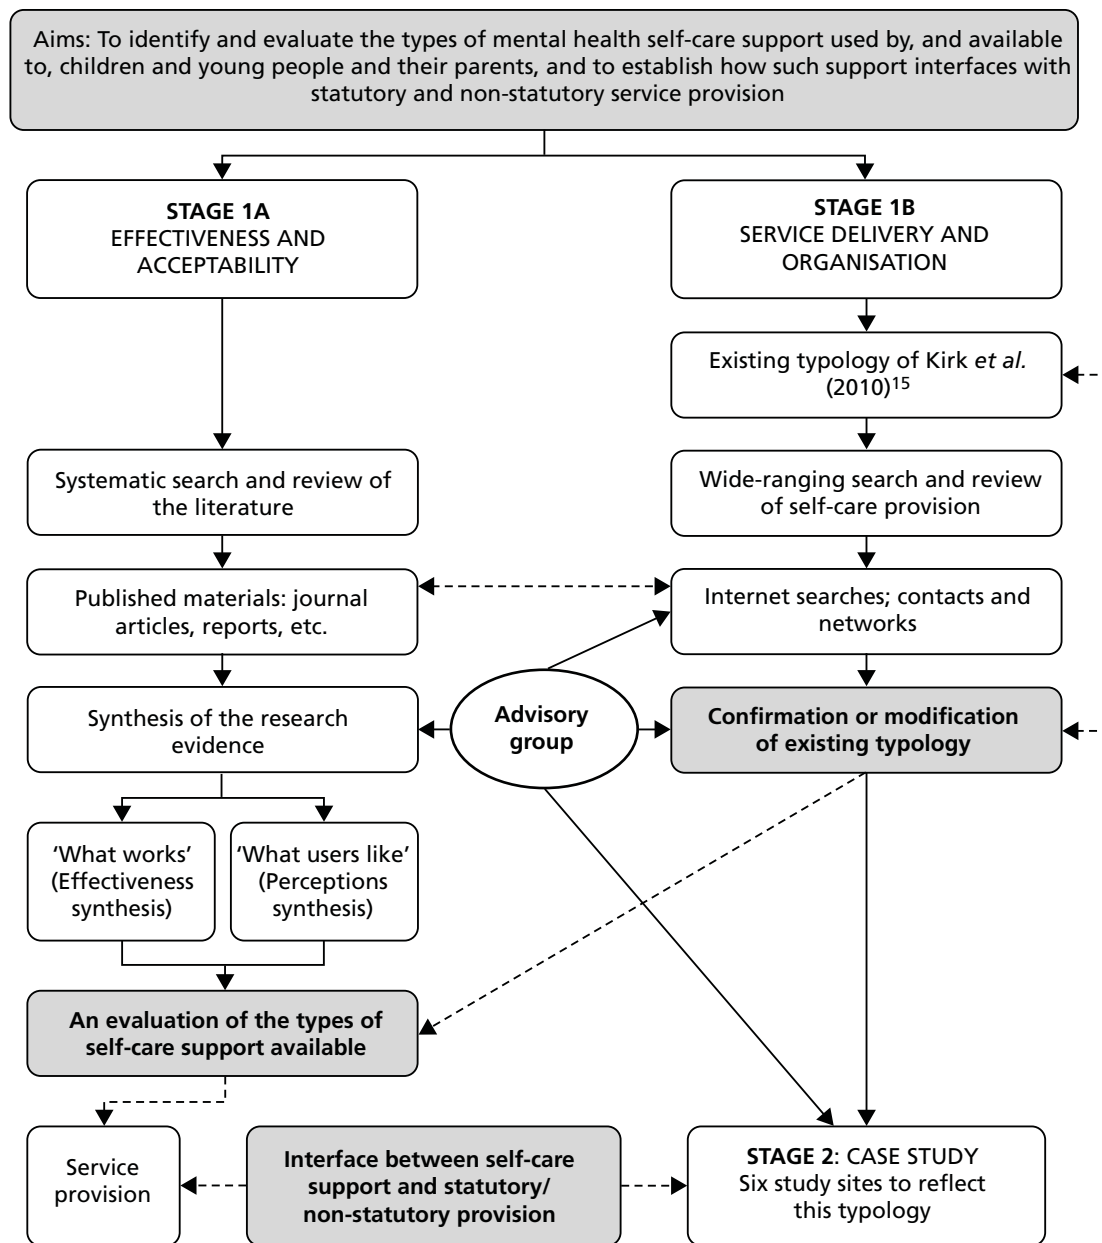 Aims: To identify and evaluate the types of mental health self-care support used by, and available
to, children and young people and their parents, and to establish how such support interfaces with
statutory and non-statutory service provision
STAGE 1A
EFFECTIVENESS AND
ACCEPTABILITY
STAGE 1B
SERVICE DELIVERY AND
ORGANISATION
Existing typology of Kirk et al.
(2010)15
Systematic search and review of
the literature
Wide-ranging search and review
of self-care provision
Published materials: journal
articles, reports, etc.
Internet searches; contacts and
networks
Synthesis of the research
evidence
Advisory
group
Confirmation or modification
of existing typology
‘What works’
(Effectiveness
synthesis)
‘What users like’
(Perceptions
synthesis)
An evaluation of the types of
self-care support available
Service
provision
Interface between self-care
support and statutory/
non-statutory provision
STAGE 2: CASE STUDY
Six study sites to reflect
this typology